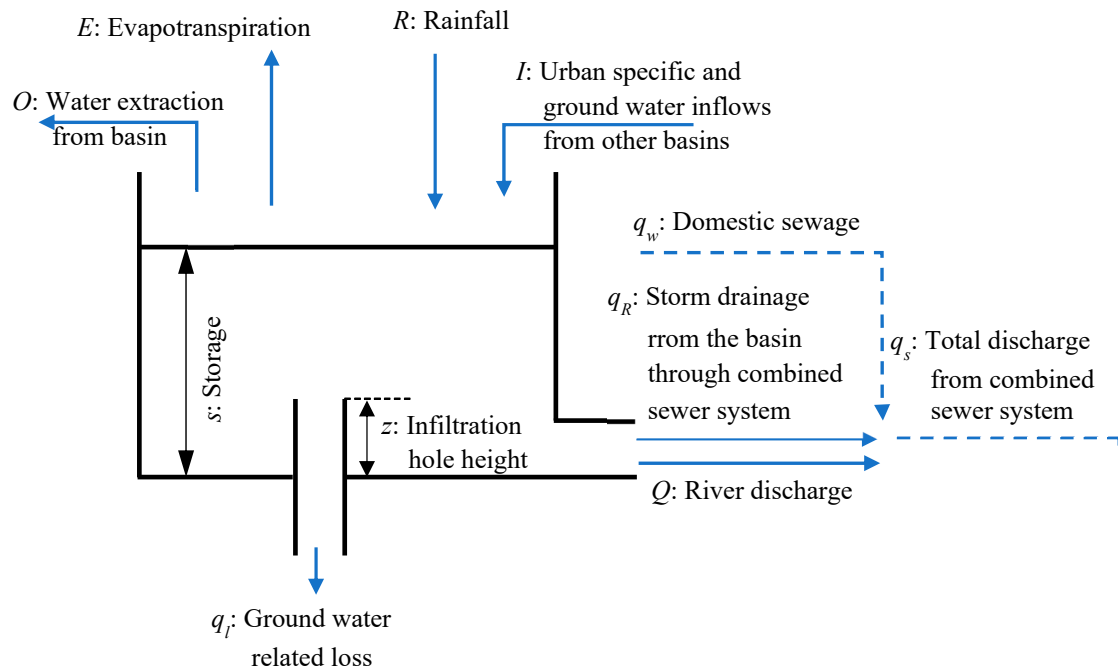 E: Evapotranspiration
R: Rainfall
O: Water extraction
from basin
I: Urban specific and
ground water inflows
from other basins
q_w: Domestic sewage
q_R: Storm drainage
rrom the basin
through combined
sewer system
q_s: Total discharge
from combined
sewer system
s: Storage
z: Infiltration
hole height
Q: River discharge
q_l: Ground water
related loss